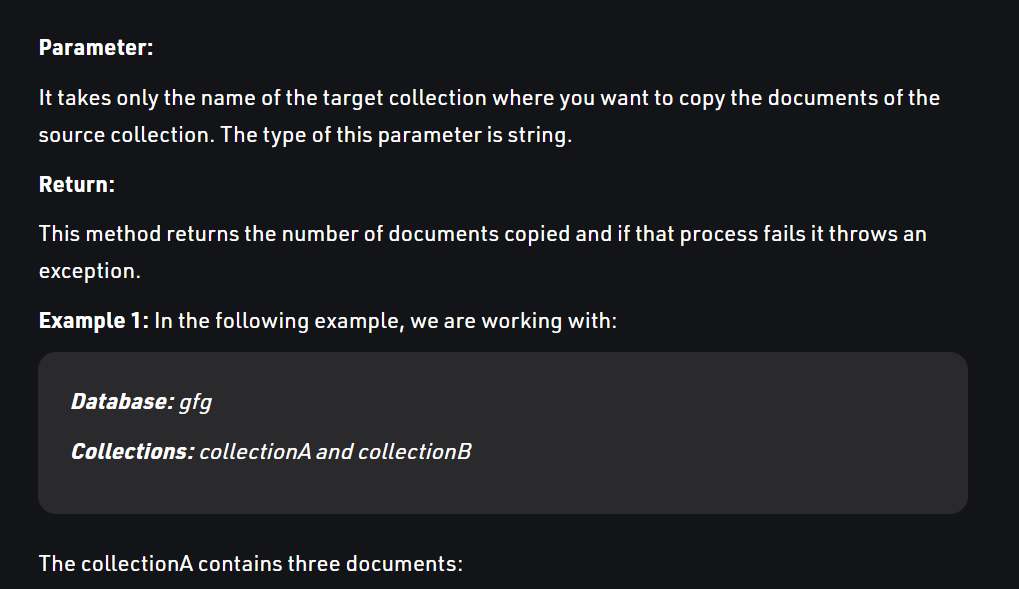 Parameter:
It takes only the name of the target collection where you want to copy the documents of the
source collection. The type of this parameter is string.
Return:
This method returns the number of documents copied and if that process fails it throws an
exception.
Example 1: In the following example, we are working with:
Database: gfg
Collections: collectionA and collectionB
The collectionA contains three documents: